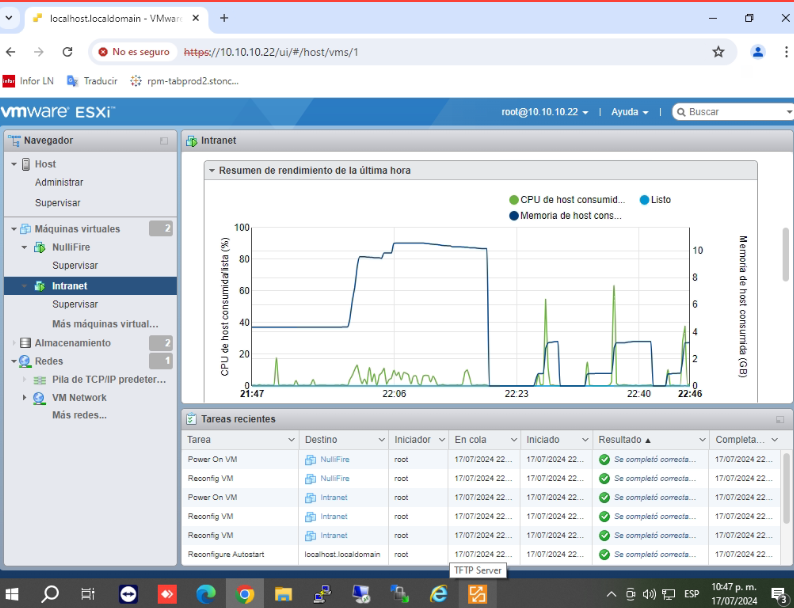 localhost.localdomain - VMware
No es seguro
https://10.10.10.22/ui/#/host/vms/1
infor
Infor LN
Traducir
rpm-tabprod2.stonc...
vmware ESXi™
root@10.10.10.22
Ayuda
Buscar
Navegador
Host
Administrar
Supervisar
Máquinas virtuales 2
NulliFire
Supervisar
Intranet
Supervisar
Más máquinas virtual...
Almacenamiento 2
Redes 1
Pila de TCP/IP predeter...
VM Network
Más redes...
Intranet
Resumen de rendimiento de la última hora
CPU de host consumid...
Listo
Memoria de host cons...
CPU de host consumida/lista (%)
100
80
60
40
20
0
Memoria de host consumida (GB)
10
8
6
4
2
0
21:47 22:06 22:23 22:40 22:46
Tareas recientes
Tarea Destino Iniciador En cola Iniciado Resultado ▲ Completa...
Power On VM NulliFire root 17/07/2024 22... 17/07/2024 22... Se completó correcta... 17/07/2024 22...
Reconfig VM NulliFire root 17/07/2024 22... 17/07/2024 22... Se completó correcta... 17/07/2024 22...
Power On VM Intranet root 17/07/2024 22... 17/07/2024 22... Se completó correcta... 17/07/2024 22...
Reconfig VM Intranet root 17/07/2024 22... 17/07/2024 22... Se completó correcta... 17/07/2024 22...
Reconfig VM Intranet root 17/07/2024 22... 17/07/2024 22... Se completó correcta... 17/07/2024 22...
Reconfigure Autostart localhost.localdomain root 17/07/2024 22... 17/07/2024 22... Se completó correcta... 17/07/2024 22...
TFTP Server
ESP
10:47 p. m.
17/07/2024
3